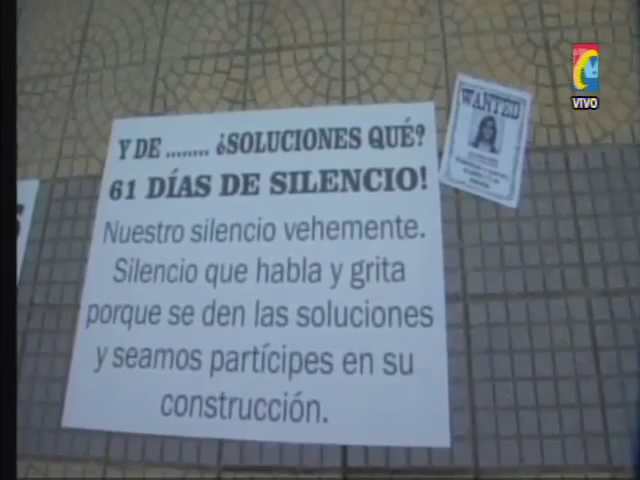 Y DE ........ ¿SOLUCIONES QUÉ?
61 DÍAS DE SILENCIO!
Nuestro silencio vehemente.
Silencio que habla y grita
porque se den las soluciones
y seamos partícipes en su
construcción.
WANTED
VIVO